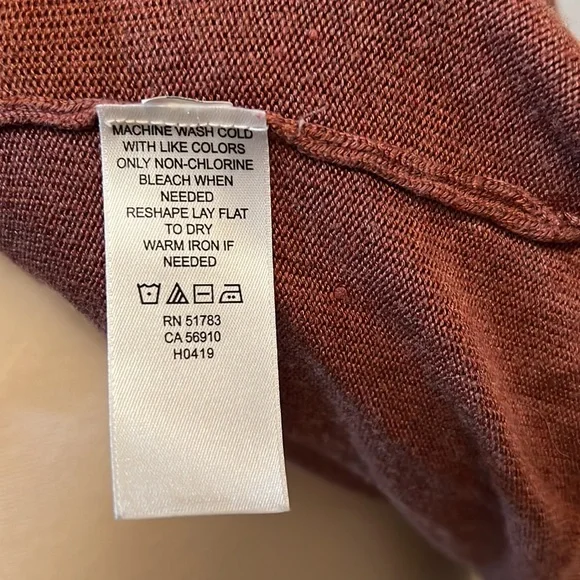 MACHINE WASH COLD
WITH LIKE COLORS
ONLY NON-CHLORINE
BLEACH WHEN
NEEDED
RESHAPE LAY FLAT
TO DRY
WARM IRON IF
NEEDED
RN 51783
CA 56910
H0419